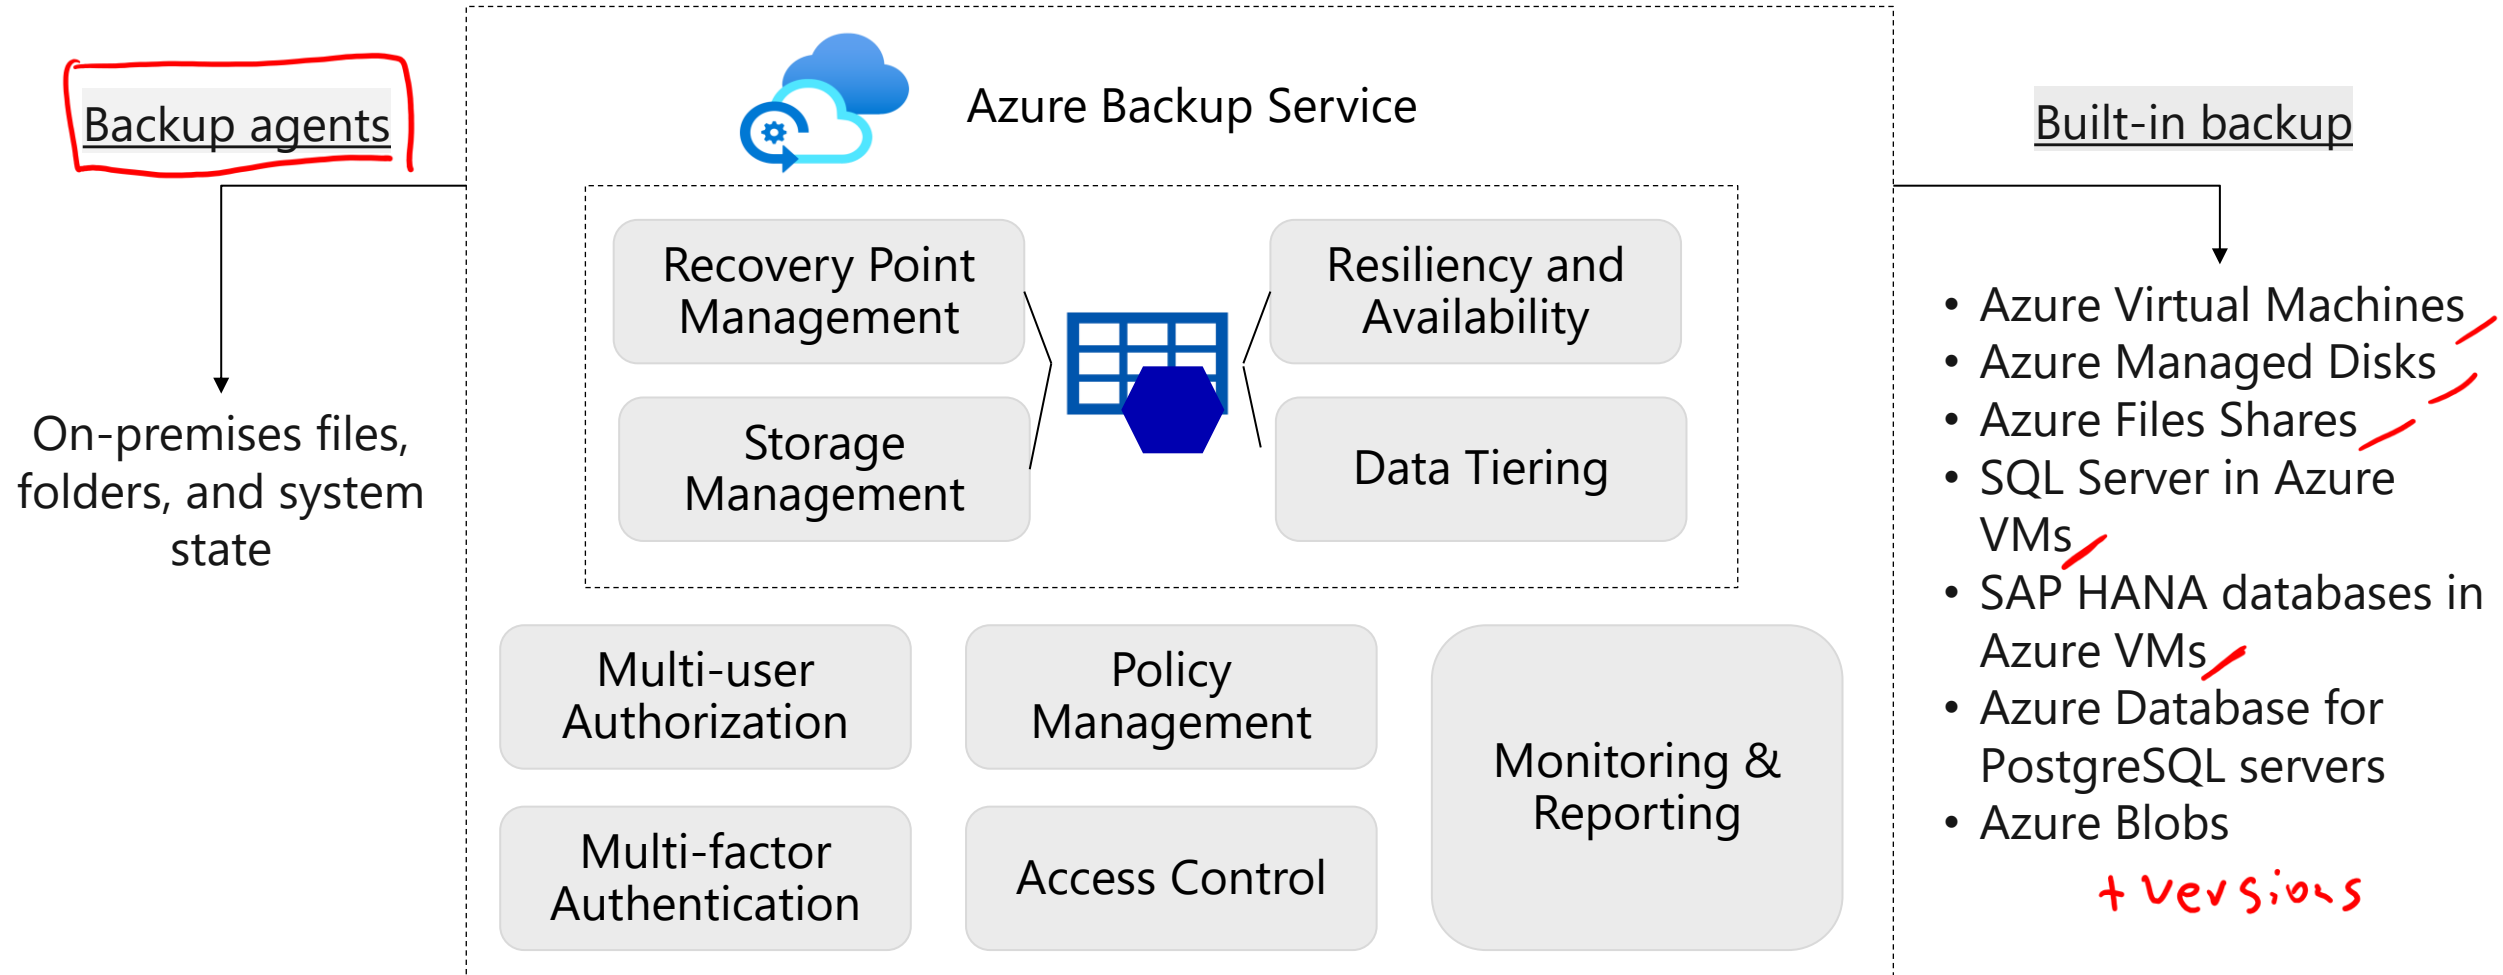 Backup agents
On-premises files,
folders, and system
state
Azure Backup Service
Recovery Point
Management
Resiliency and
Availability
Storage
Management
Data Tiering
Multi-user
Authorization
Policy
Management
Monitoring &
Reporting
Multi-factor
Authentication
Access Control
Built-in backup
• Azure Virtual Machines
• Azure Managed Disks
• Azure Files Shares
• SQL Server in Azure
VMs
• SAP HANA databases in
Azure VMs
• Azure Database for
PostgreSQL servers
• Azure Blobs
+ versions